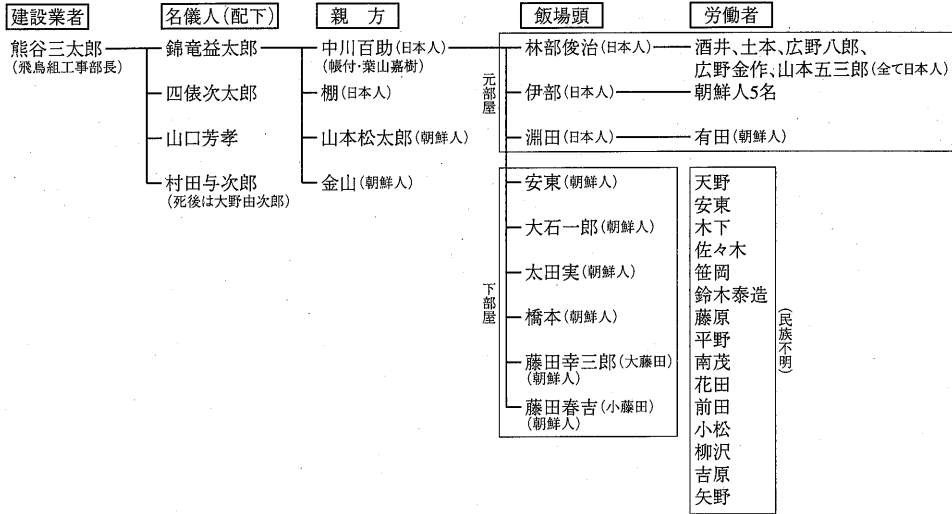 建設業者 名儀人(配下) 親方 飯場頭 労働者
熊谷三太郎 錦竜益太郎 中川百助(日本人) 林部俊治(日本人) 酒井、土本、広野八郎、
(飛鳥組工事部長) (帳付・葉山嘉樹) 広野金作、山本五三郎(全て日本人)
元部屋
四俵次太郎 棚(日本人) 伊部(日本人) 朝鮮人5名
山口芳孝 山本松太郎(朝鮮人) 淵田(日本人) 有田(朝鮮人)
村田与次郎 金山(朝鮮人) 安東(朝鮮人) 天野
(死後は大野由次郎) 安東
大石一郎(朝鮮人) 木下
佐々木
太田実(朝鮮人) 笹岡
下部屋
鈴木泰造
橋本(朝鮮人) 藤原
(民族不明)
平野
藤田幸三郎(大藤田) 南茂
(朝鮮人) 花田
藤田春吉(小藤田) 前田
(朝鮮人) 小松
柳沢
吉原
矢野